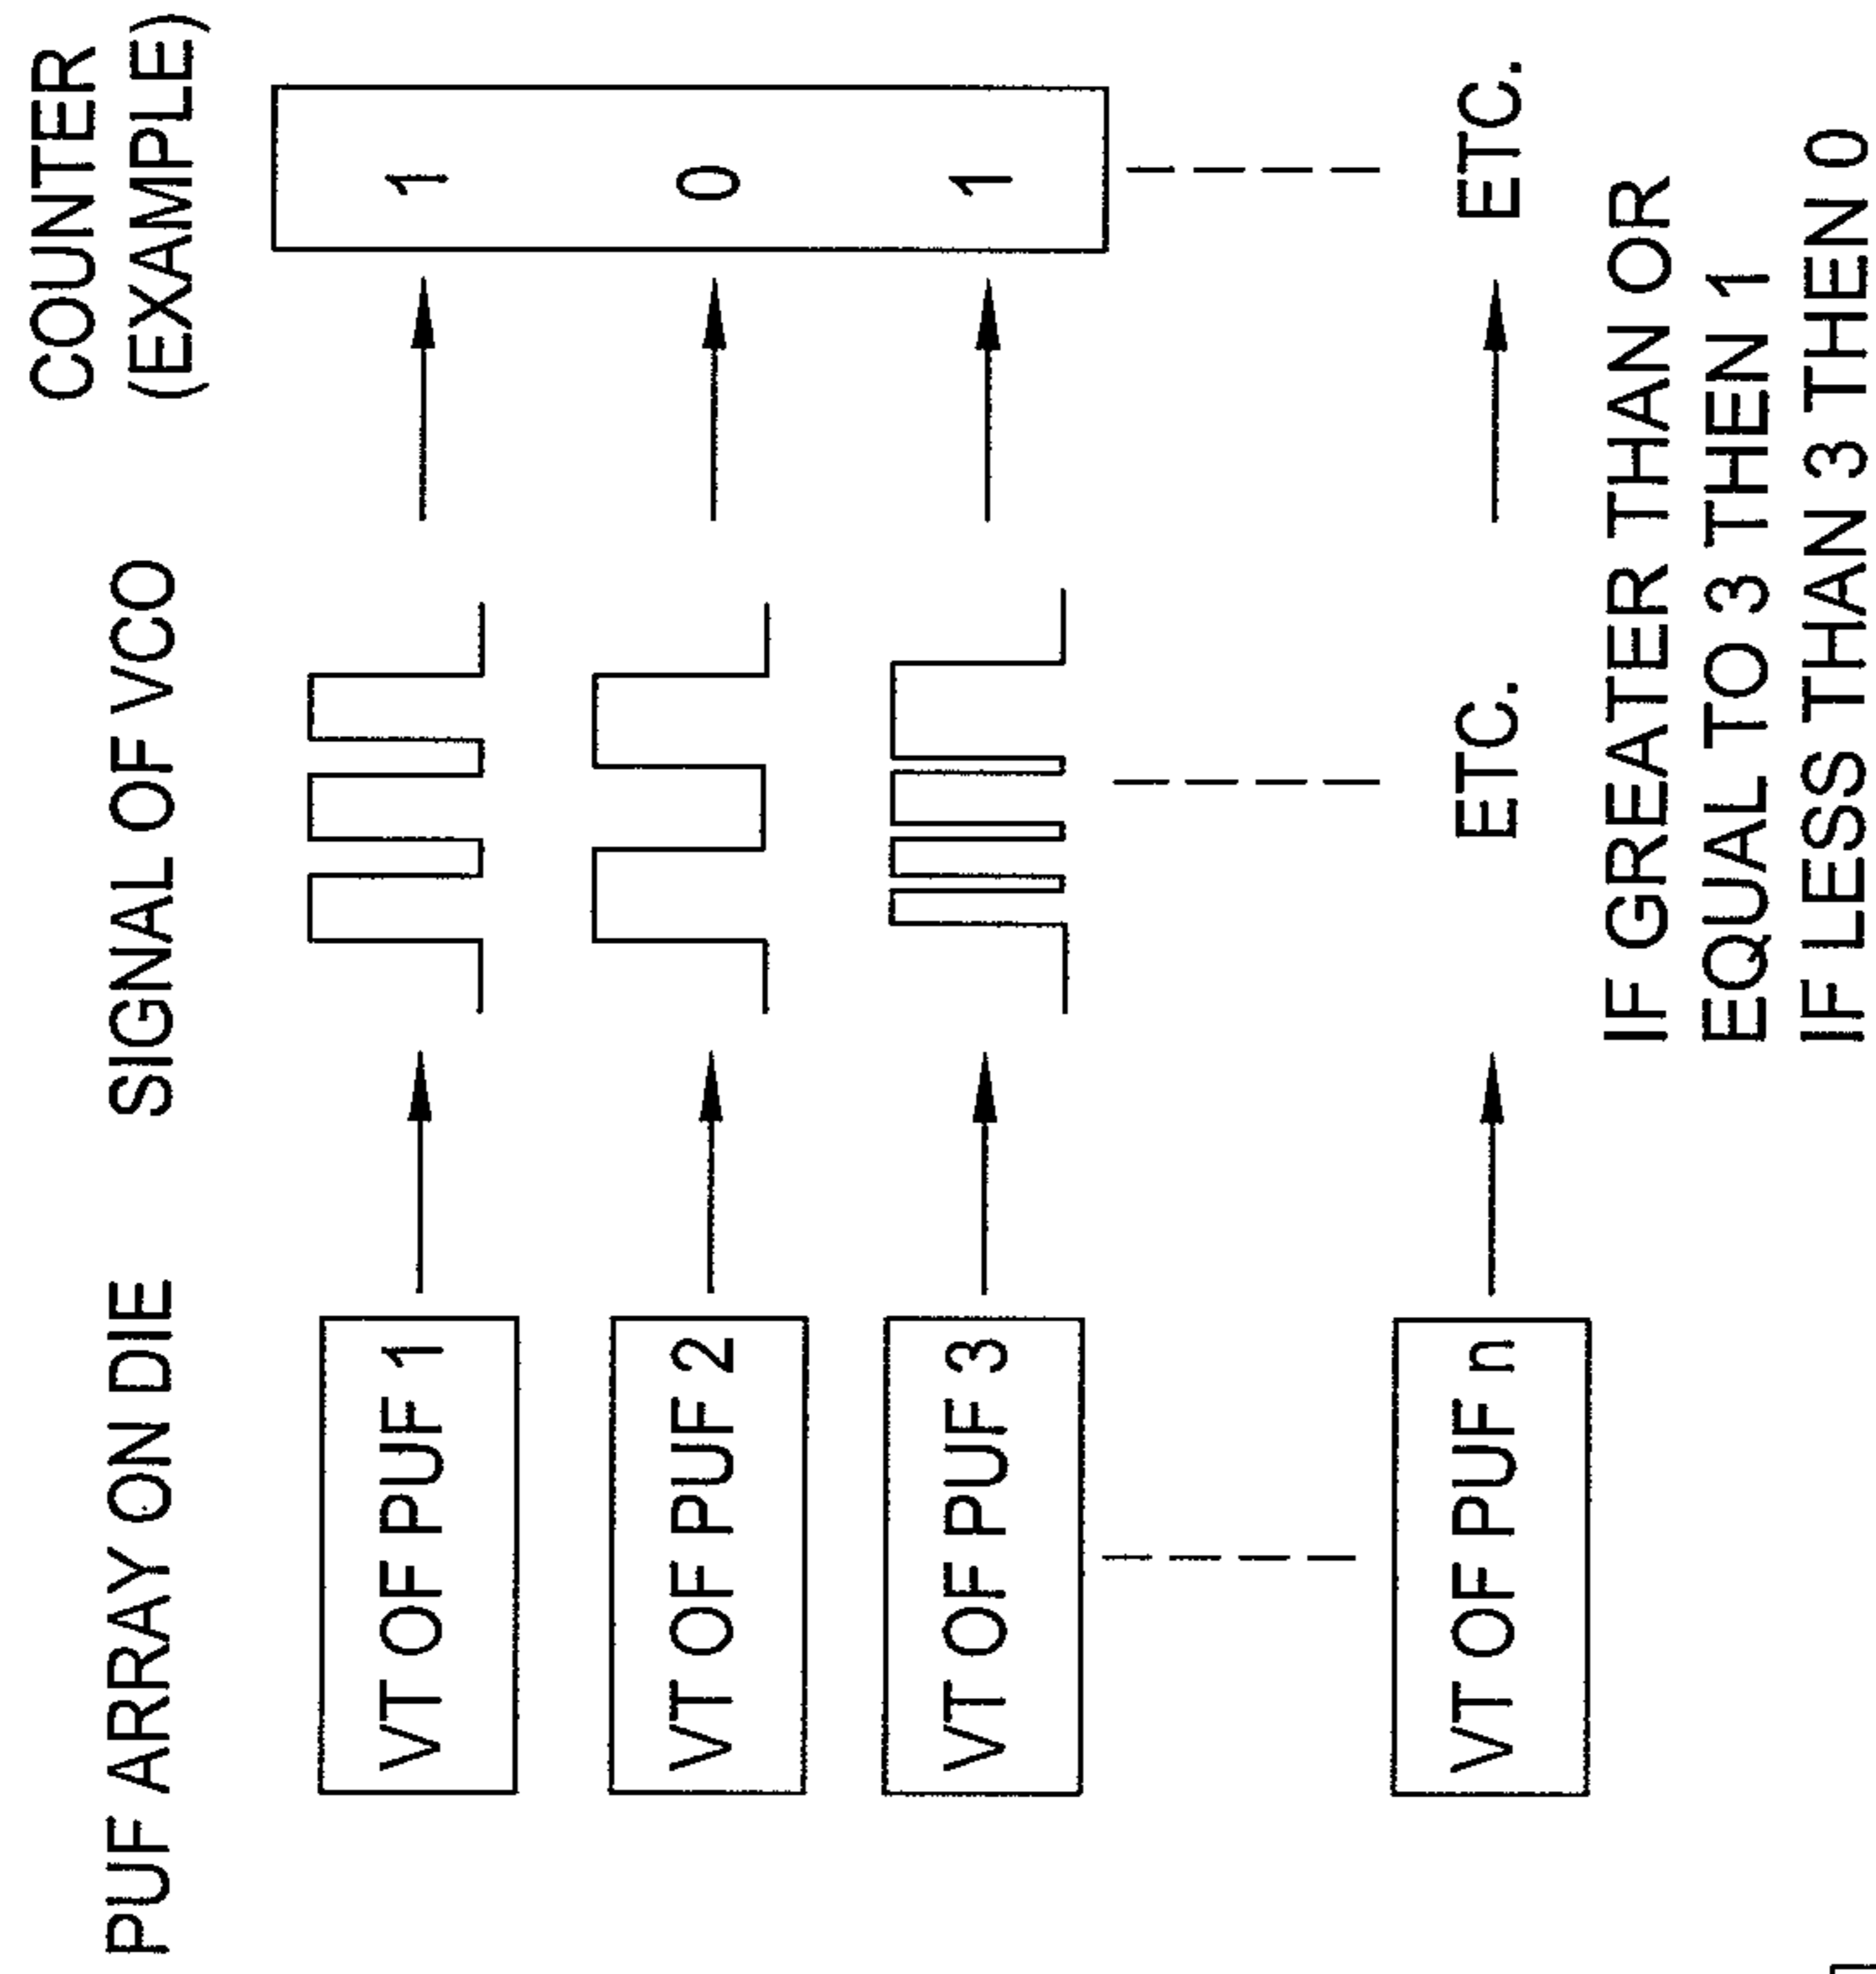 PUF ARRAY ON DIE
SIGNAL OF VCO
COUNTER
(EXAMPLE)
VT OF PUF 1
1
VT OF PUF 2
0
VT OF PUF 3
1
VT OF PUF n
ETC.
ETC.
IF GREATER THAN OR
EQUAL TO 3 THEN 1
IF LESS THAN 3 THEN 0